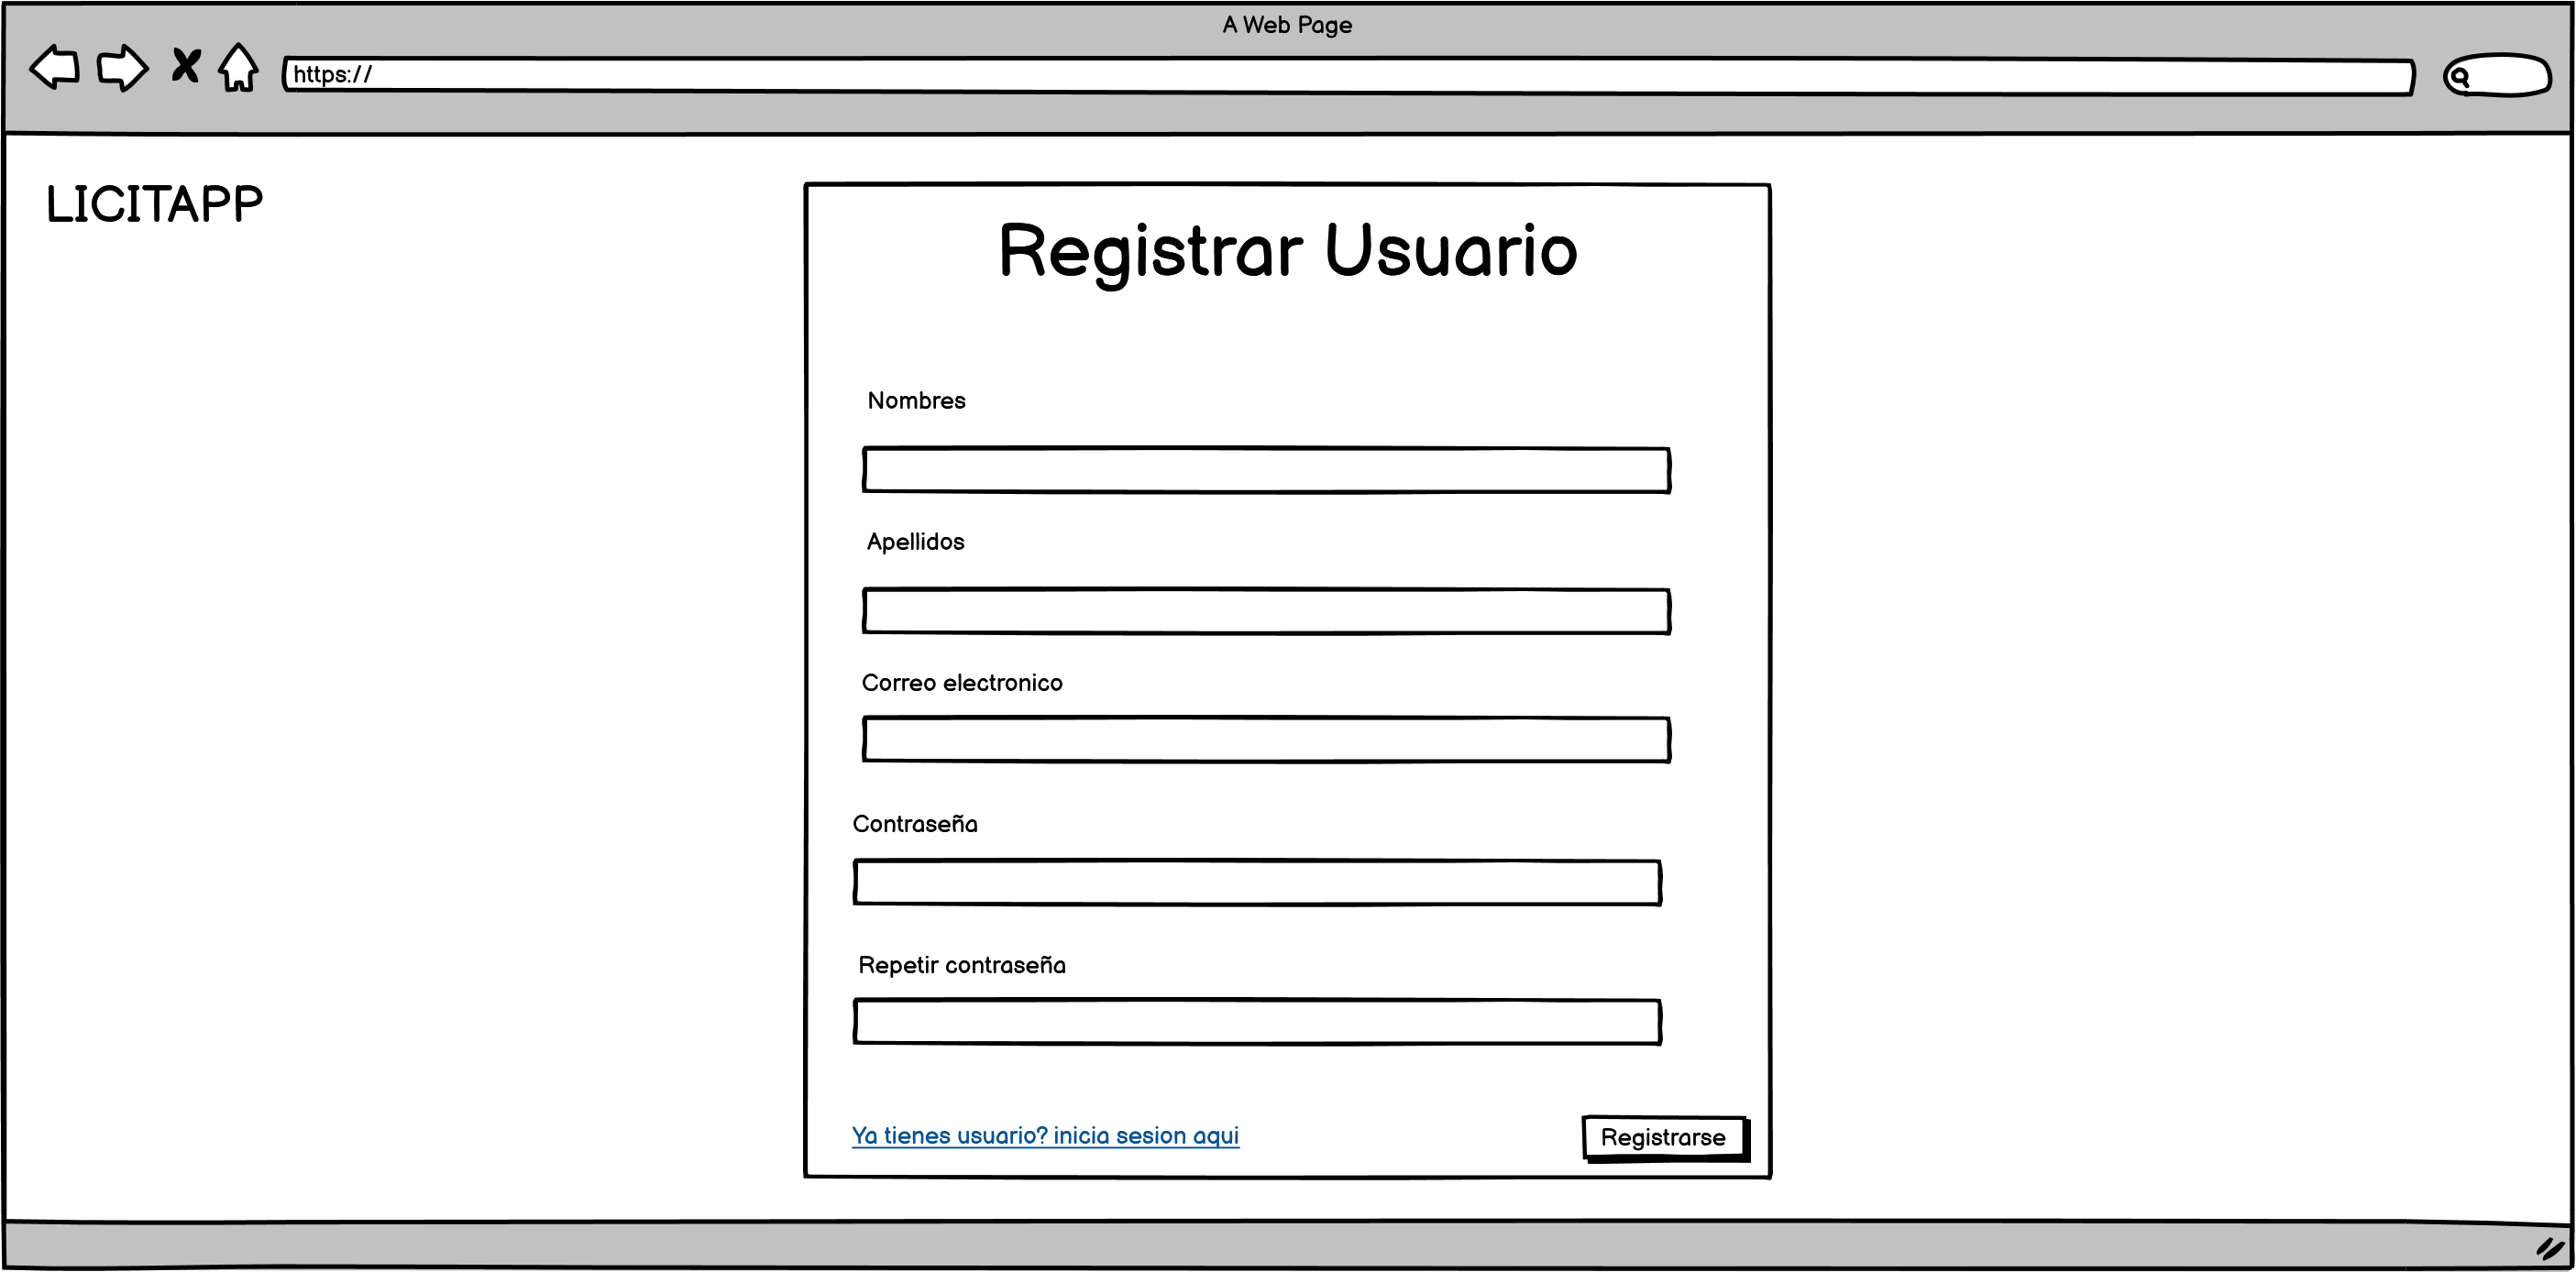 A Web Page
https://
LICITAPP
Registrar Usuario
Nombres
Apellidos
Correo electronico
Contraseña
Repetir contraseña
Ya tienes usuario? inicia sesion aqui
Registrarse